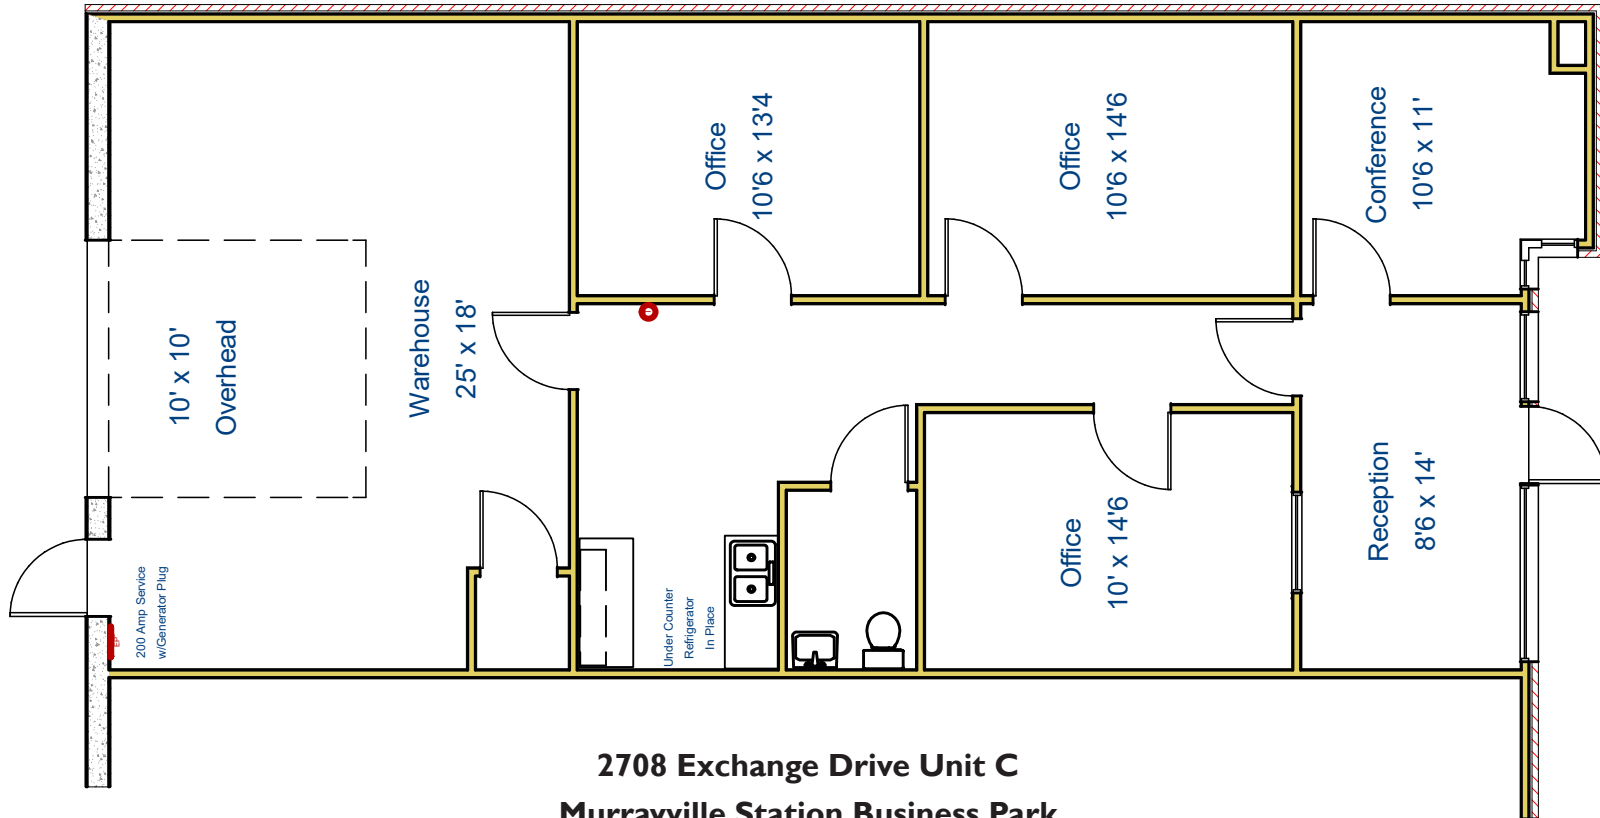 Office
10'6 x 13'4
Office
10'6 x 14'6
Conference
10'6 x 11'
10' x 10'
Overhead
Warehouse
25' x 18'
200 Amp Service
w/Generator Plug
Under Counter
Refrigerator
In Place
Office
10' x 14'6
Reception
8'6 x 14'
2708 Exchange Drive Unit C
Murrayville Station Business Park